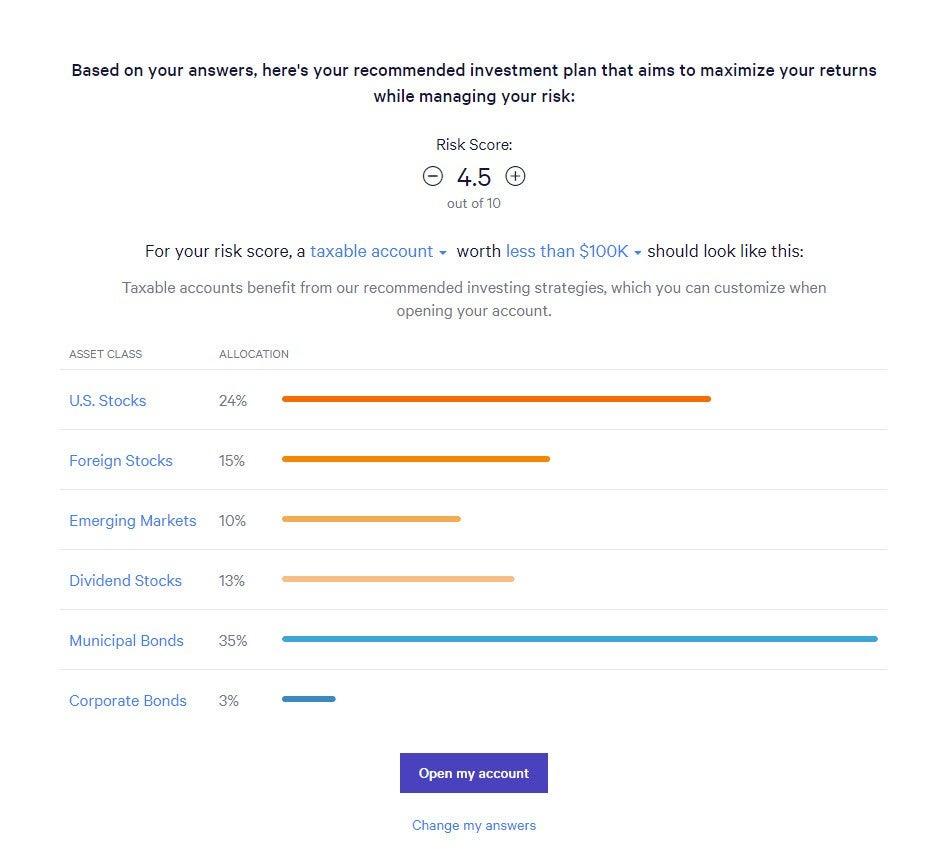 Based on your answers, here's your recommended investment plan that aims to maximize your returns
while managing your risk:
Risk Score:
4.5
out of 10
For your risk score, a taxable account worth less than $100K should look like this:
Taxable accounts benefit from our recommended investing strategies, which you can customize when
opening your account.
ASSET CLASS ALLOCATION
U.S. Stocks 24%
Foreign Stocks 15%
Emerging Markets 10%
Dividend Stocks 13%
Municipal Bonds 35%
Corporate Bonds 3%
Open my account
Change my answers